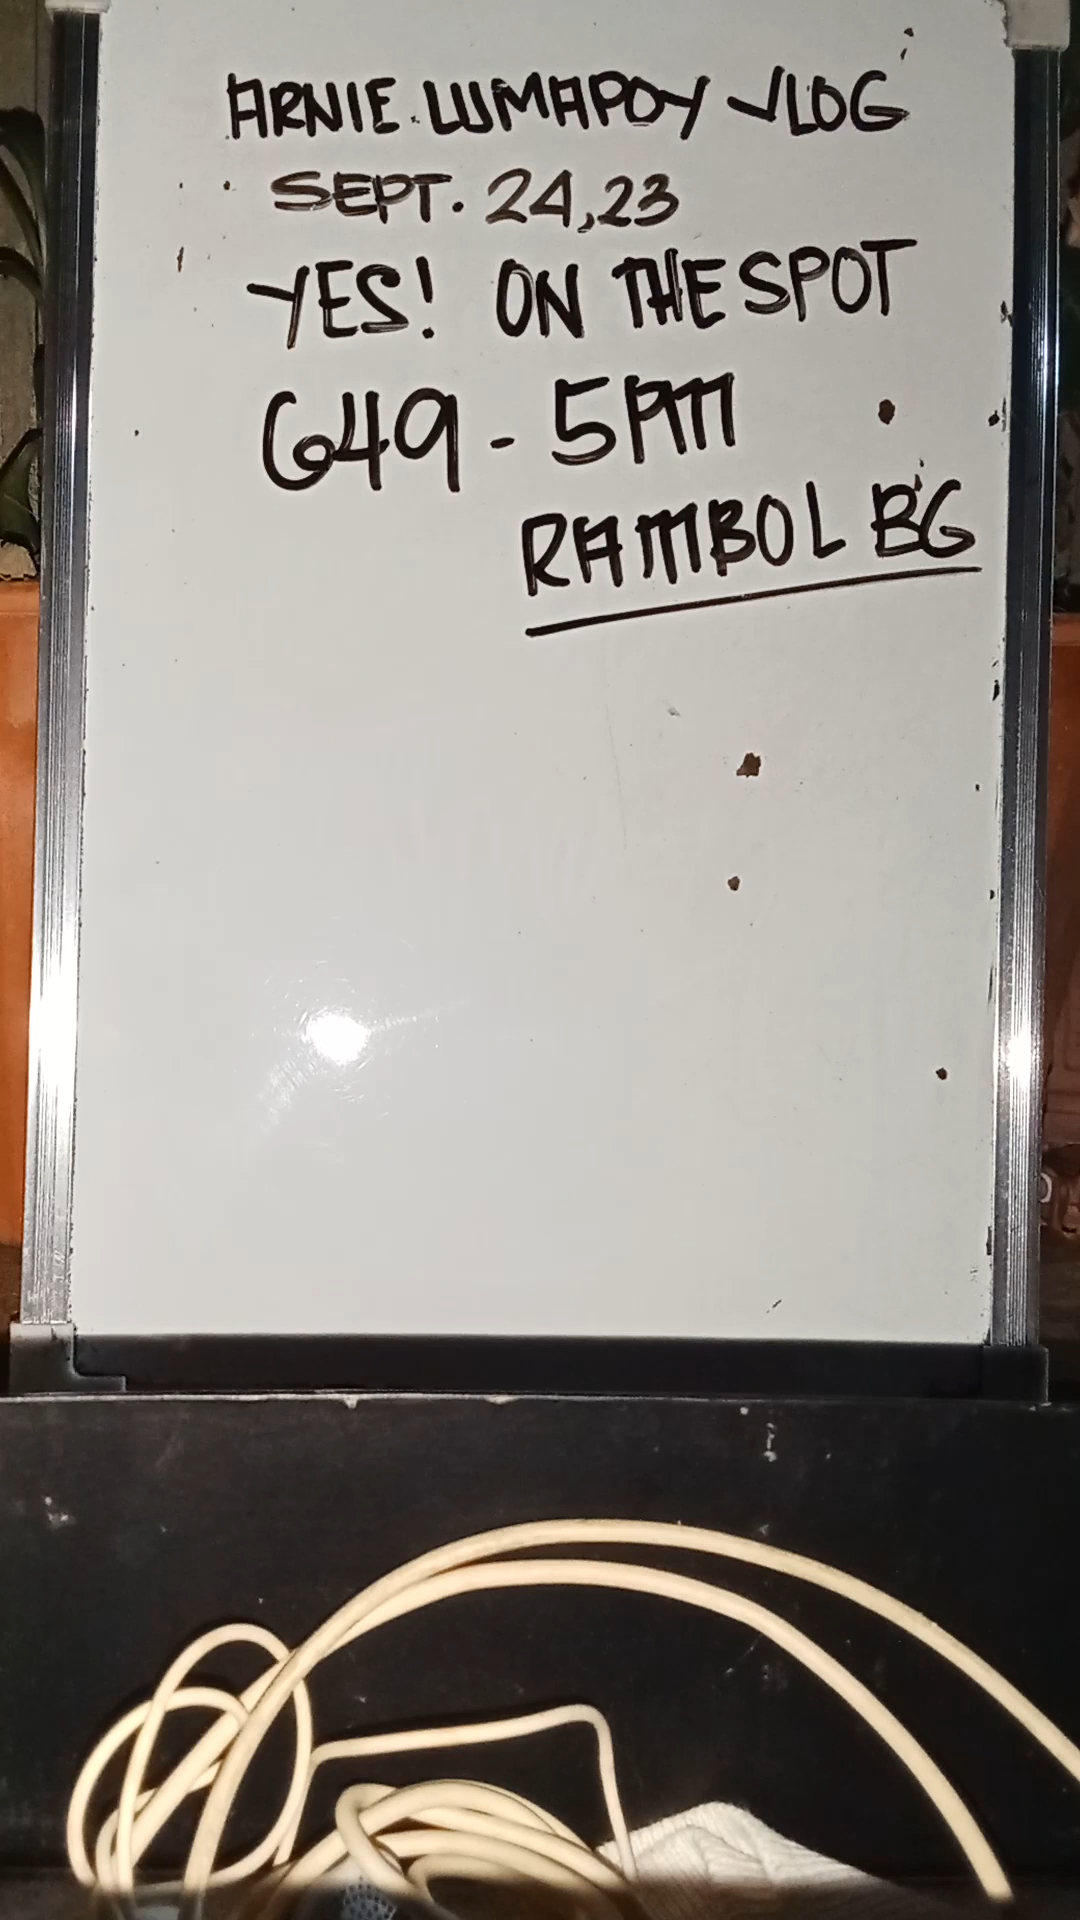 ARNIE.LUMAPOY VLOG
SEPT. 24,23
YES! ON THE SPOT
649 - 5PM
RAMBOL BG